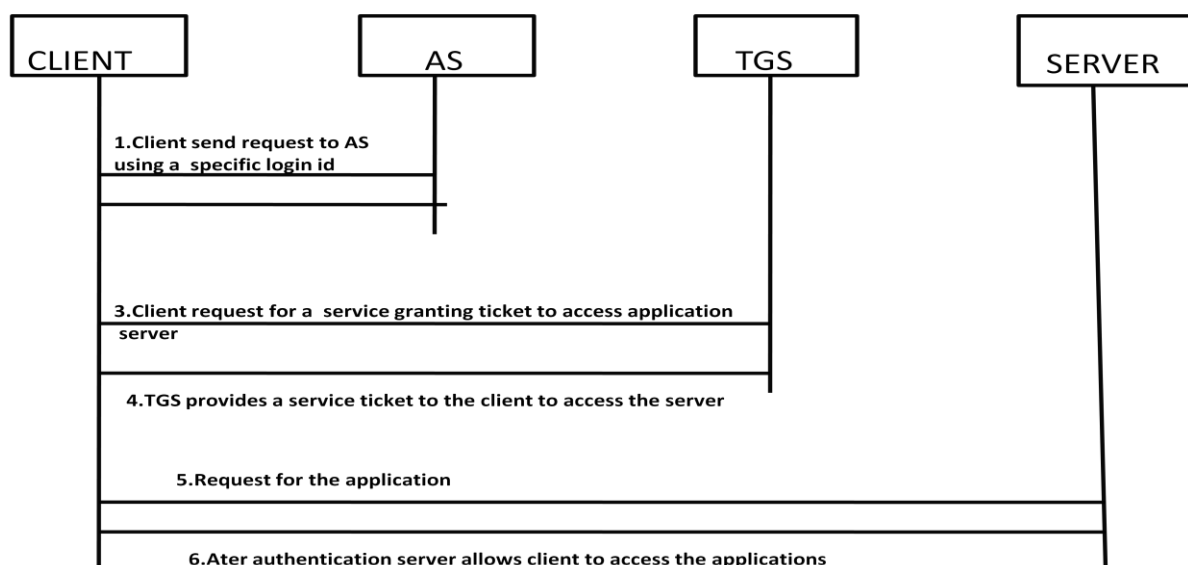 CLIENT
AS
TGS
SERVER
1.Client send request to AS
using a specific login id
3.Client request for a service granting ticket to access application
server
4.TGS provides a service ticket to the client to access the server
5.Request for the application
6.Ater authentication server allows client to access the applications